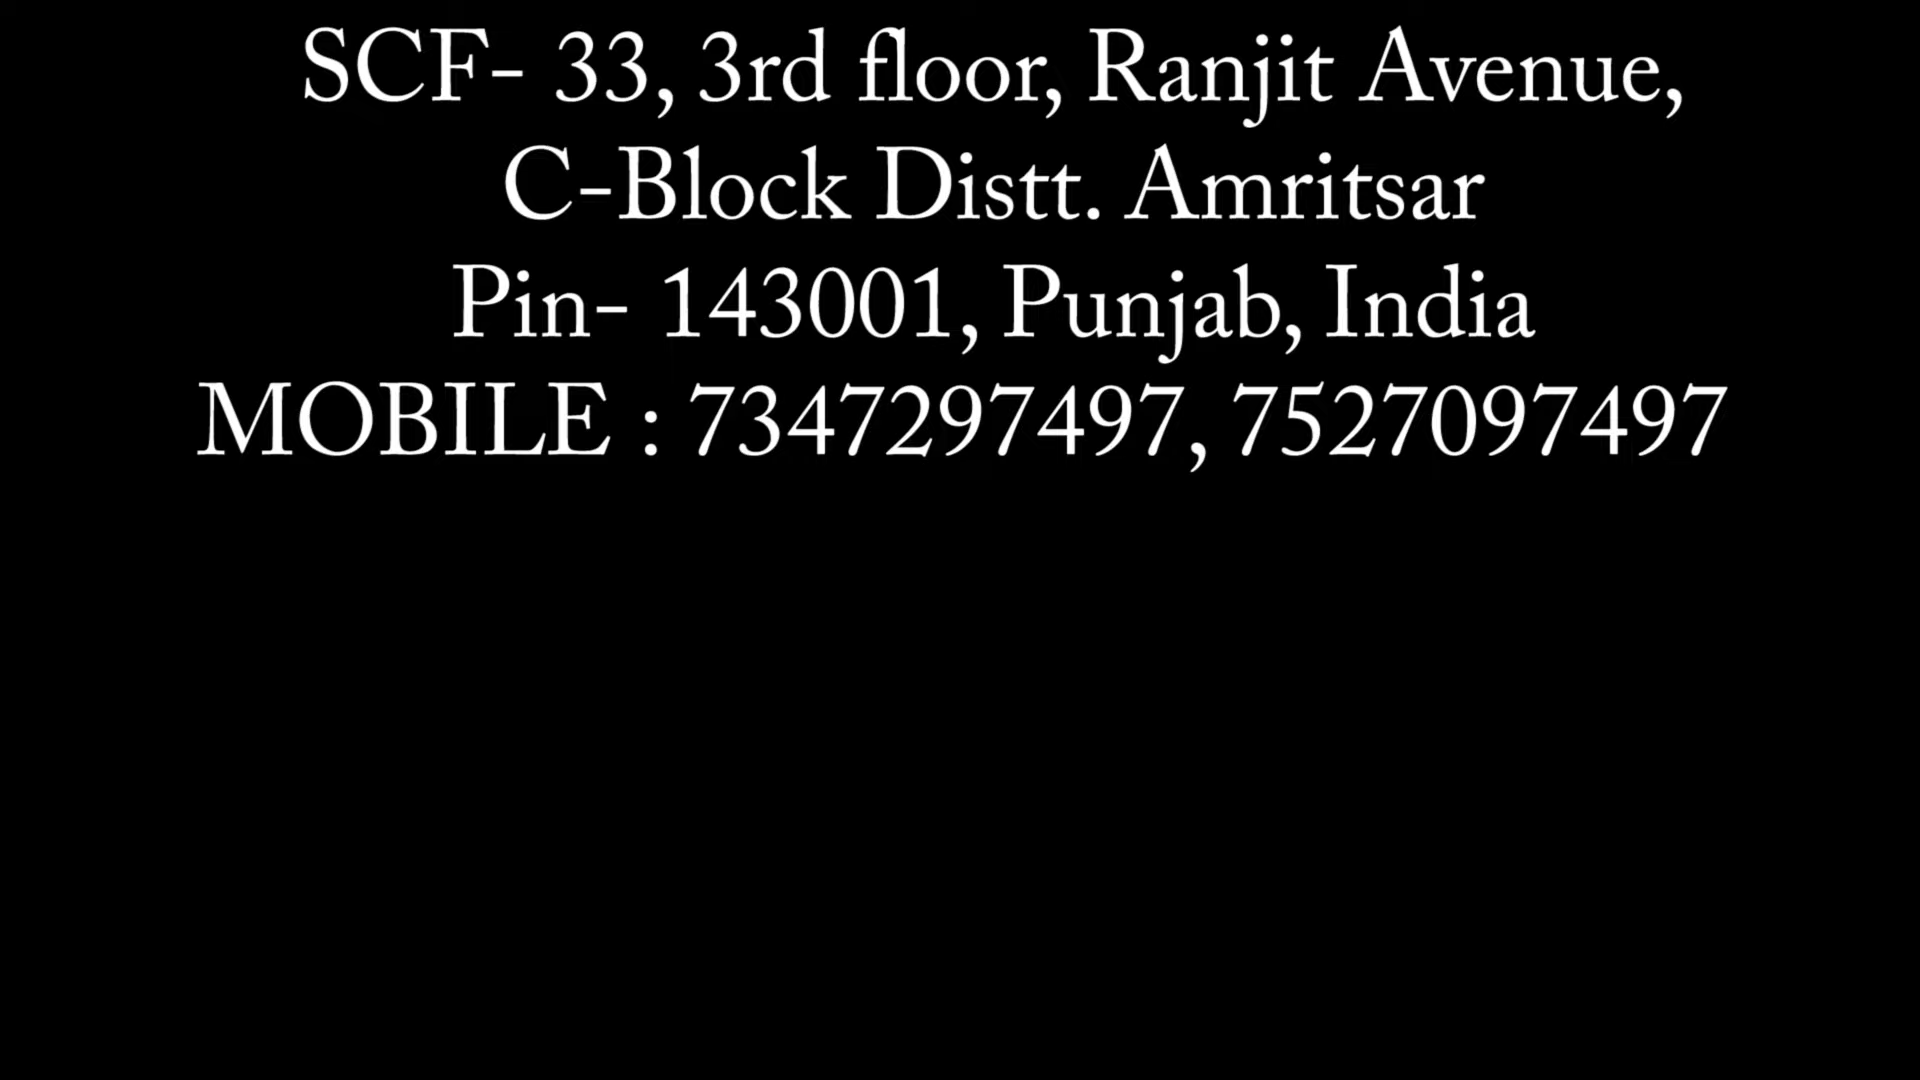 SCF- 33, 3rd floor, Ranjit Avenue,
C-Block Distt. Amritsar
Pin- 143001, Punjab, India
MOBILE : 7347297497, 7527097497